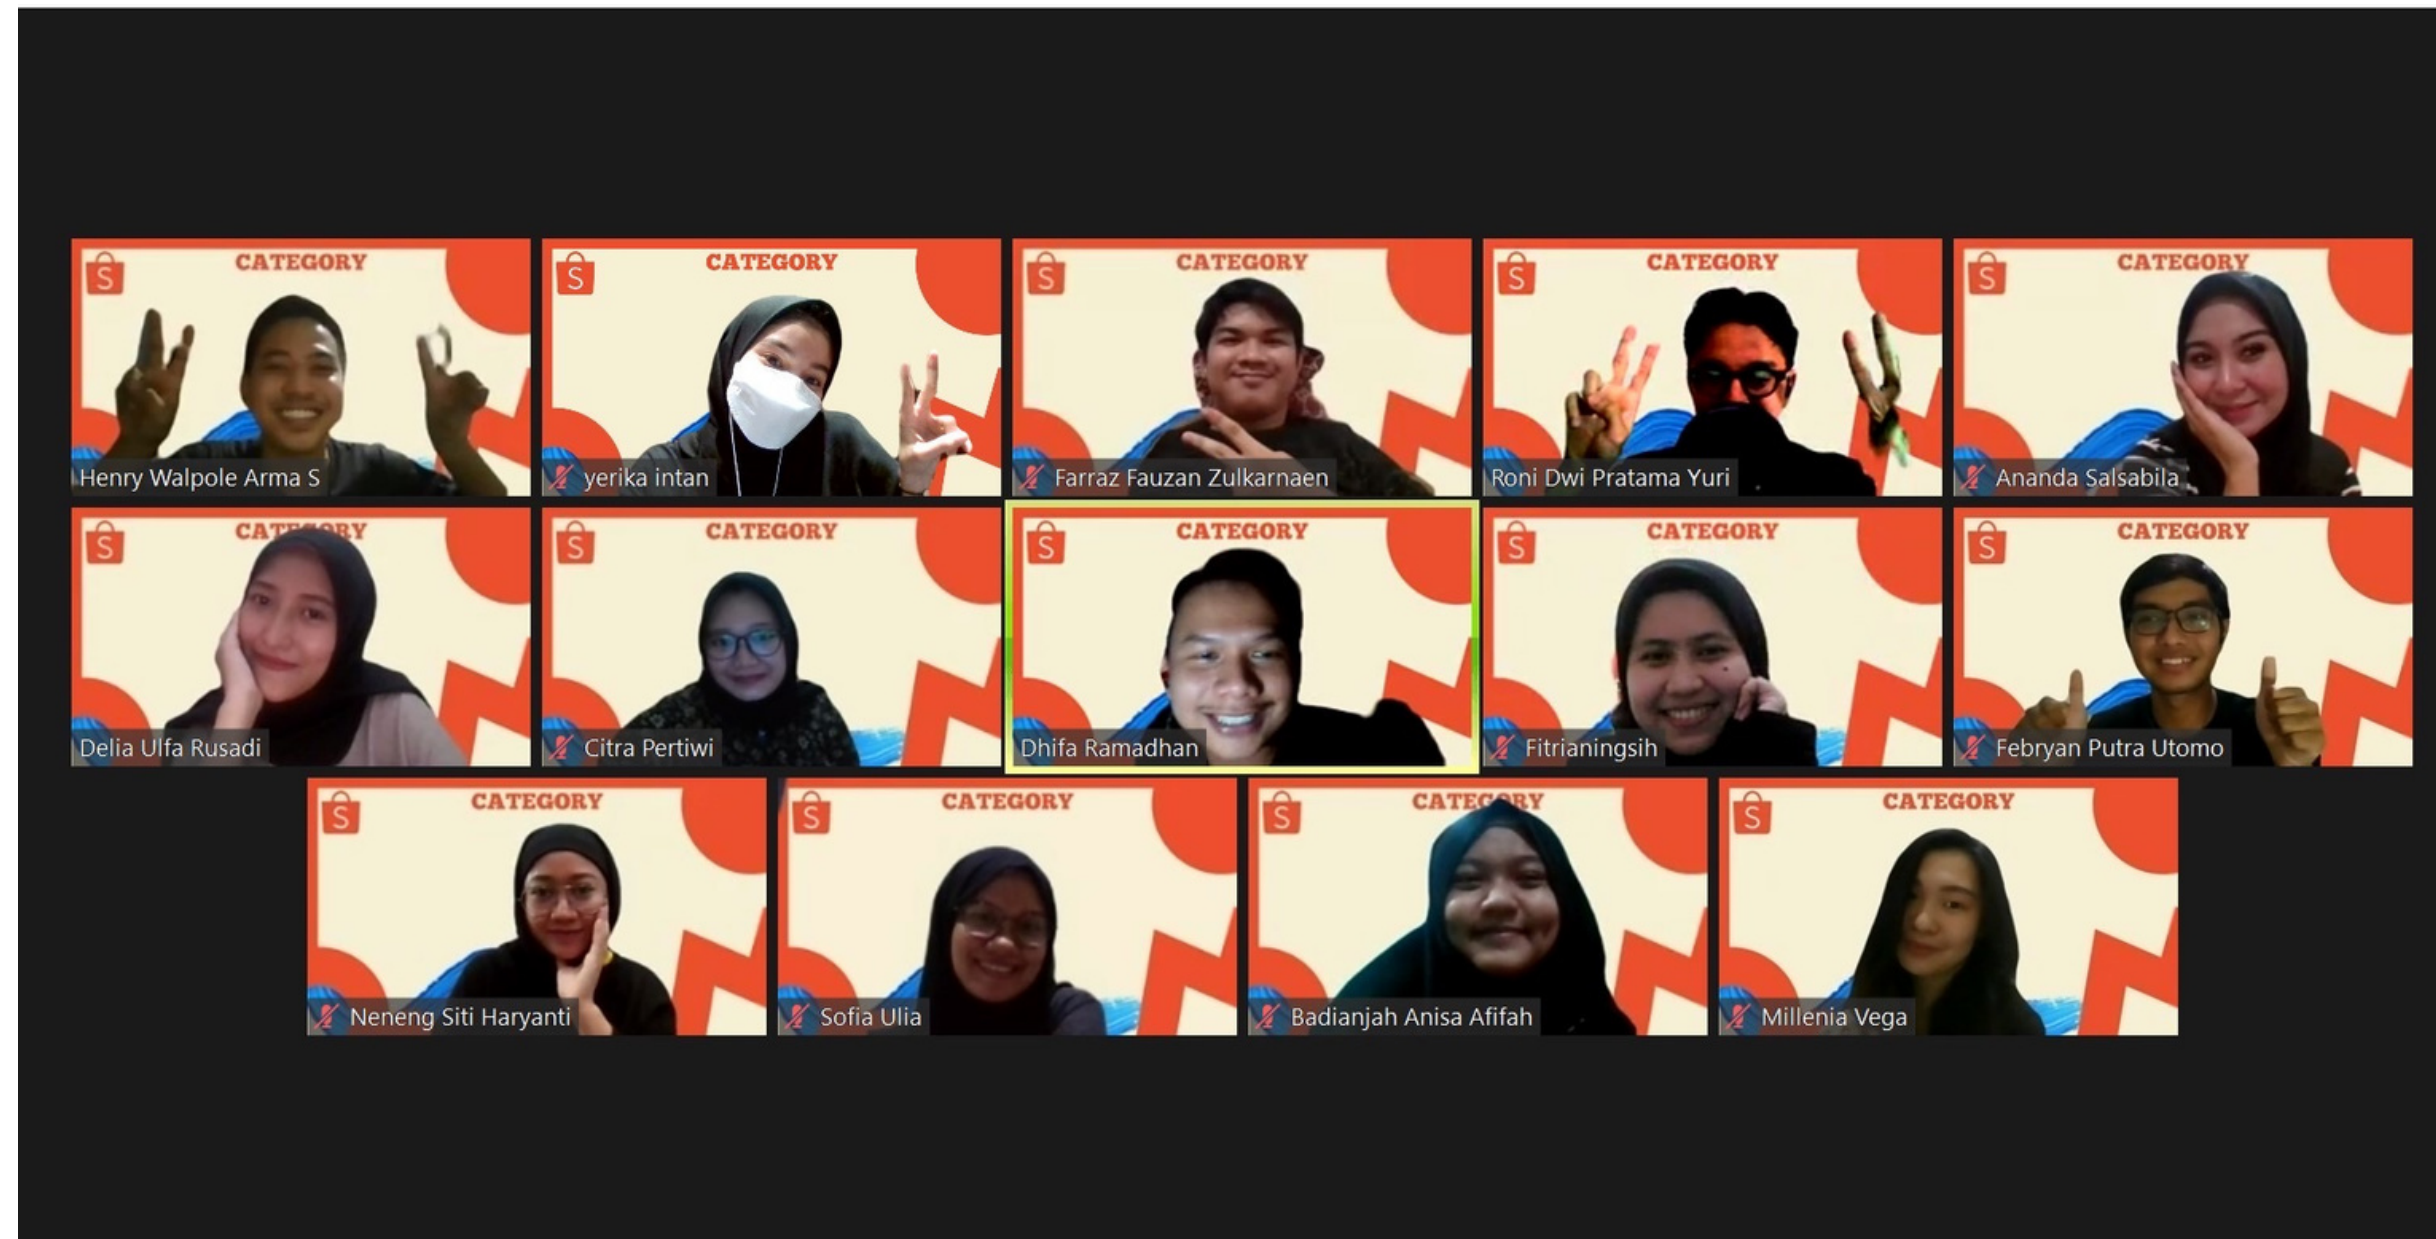 S CATEGORY
Henry Walpole Arma S
S CATEGORY
yerika intan
S CATEGORY
Farraz Fauzan Zulkarnaen
S CATEGORY
Roni Dwi Pratama Yuri
S CATEGORY
Ananda Salsabila
S CATEGORY
Delia Ulfa Rusadi
S CATEGORY
Citra Pertiwi
S CATEGORY
Dhifa Ramadhan
S CATEGORY
Fitrianingsih
S CATEGORY
Febryan Putra Utomo
S CATEGORY
Neneng Siti Haryanti
S CATEGORY
Sofia Ulia
S CATEGORY
Badianjah Anisa Afifah
S CATEGORY
Millenia Vega